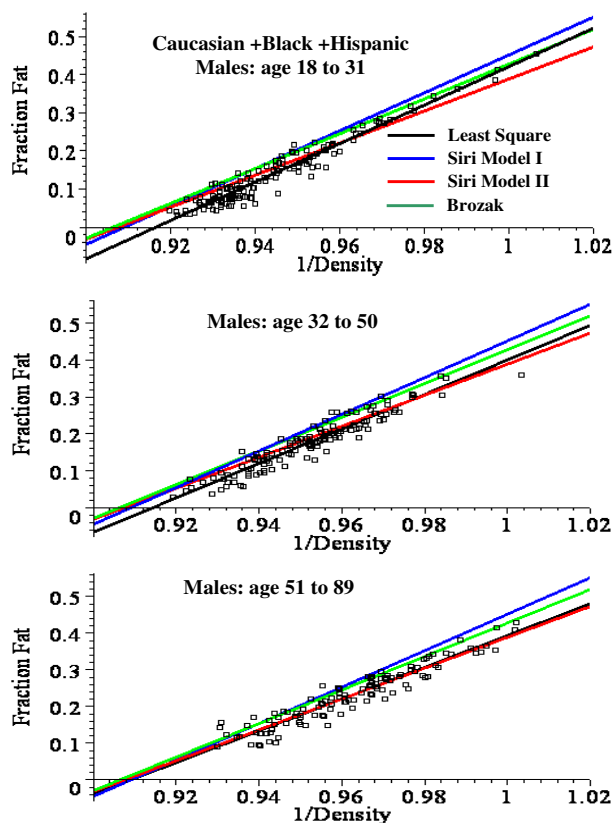 Caucasian +Black +Hispanic
Males: age 18 to 31
Fraction Fat
0.5
0.4
0.3
0.2
0.1
0
Least Square
Siri Model I
Siri Model II
Brozak
0.92 0.94 0.96 0.98 1 1.02
1/Density
Males: age 32 to 50
Fraction Fat
0.5
0.4
0.3
0.2
0.1
0
0.92 0.94 0.96 0.98 1 1.02
1/Density
Males: age 51 to 89
Fraction Fat
0.5
0.4
0.3
0.2
0.1
0
0.92 0.94 0.96 0.98 1 1.02
1/Density